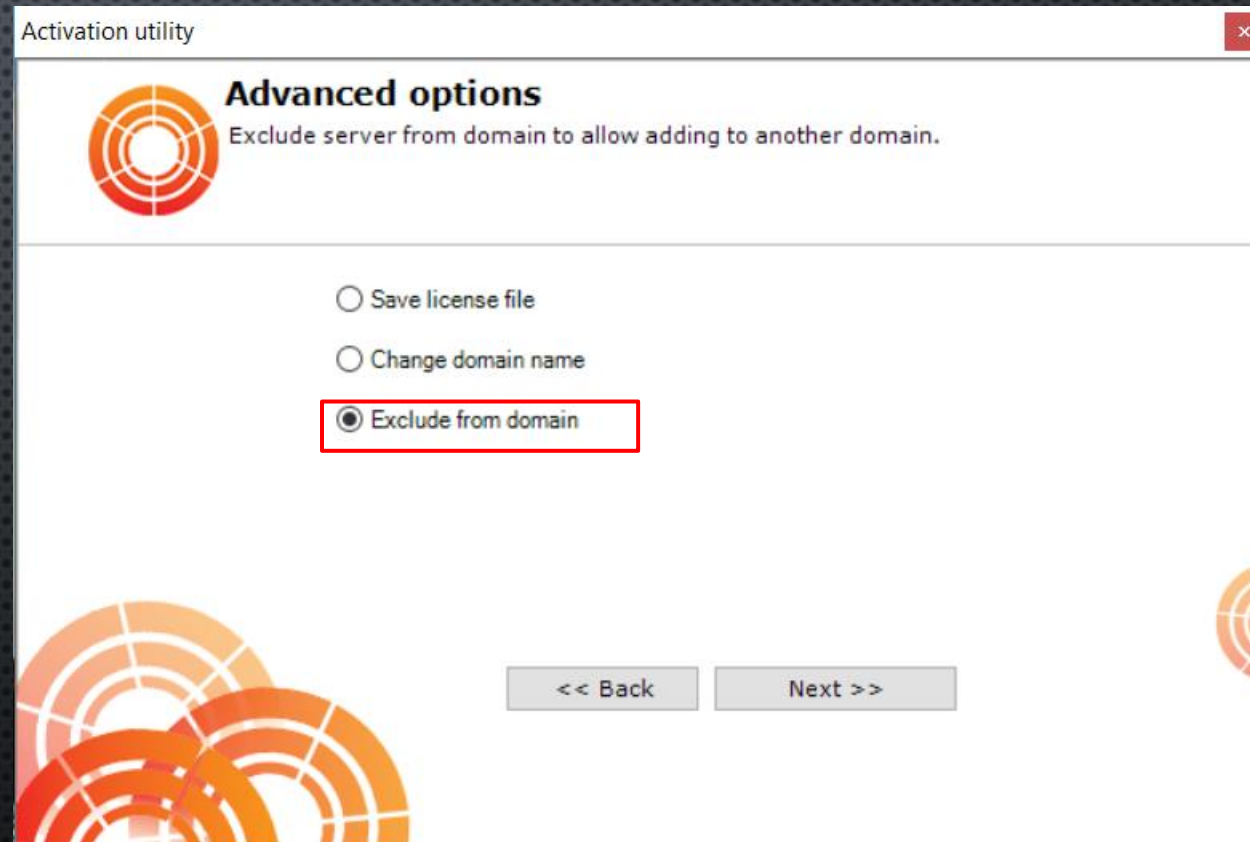 Activation utility
Advanced options
Exclude server from domain to allow adding to another domain.
Save license file
Change domain name
Exclude from domain
<< Back
Next >>